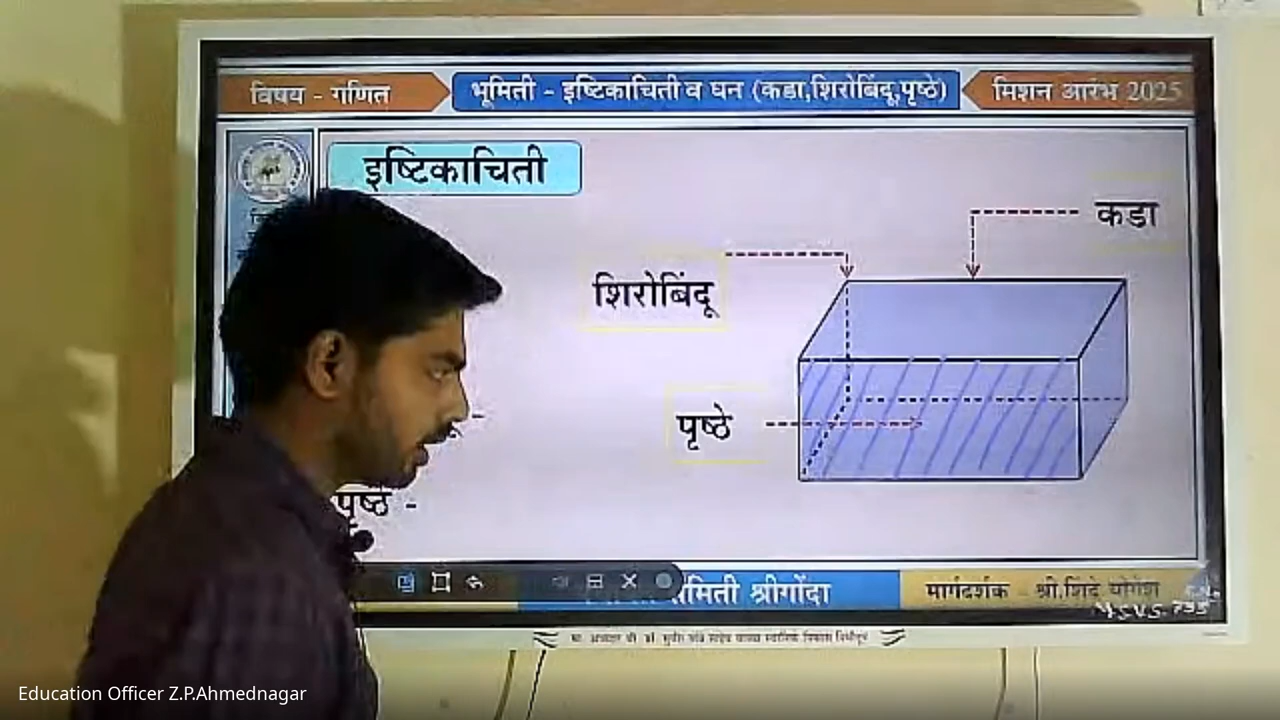 विषय - गणित
भूमिती - इष्टिकाचिती व घन (कडा,शिरोबिंदू,पृष्ठे)
मिशन आरंभ 2025
इष्टिकाचिती
कडा
शिरोबिंदू
पृष्ठे
पृष्ठे -
समिती श्रीगोंदा
मार्गदर्शक - श्री.शिंदे योगेश
Education Officer Z.P.Ahmednagar